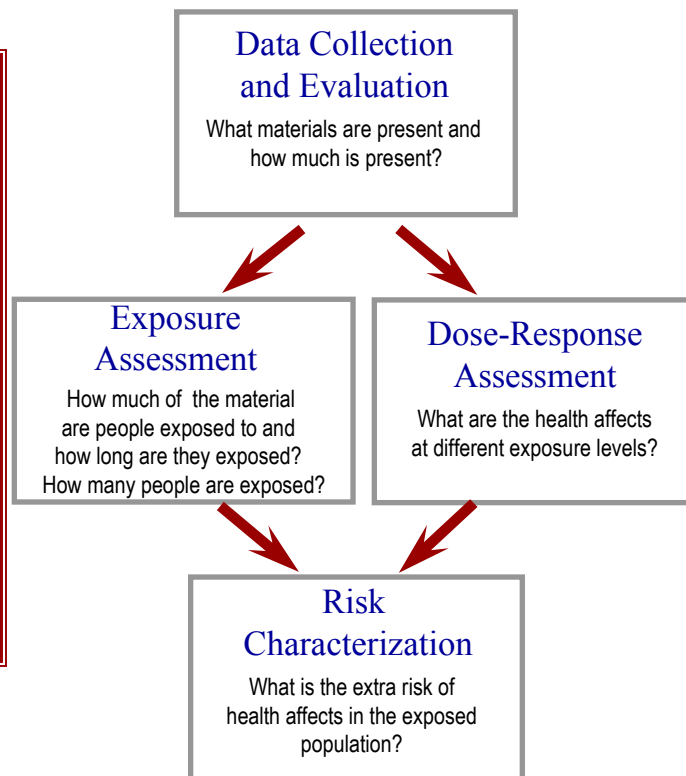 Data Collection
and Evaluation
What materials are present and
how much is present?
Exposure
Assessment
How much of the material
are people exposed to and
how long are they exposed?
How many people are exposed?
Dose-Response
Assessment
What are the health affects
at different exposure levels?
Risk
Characterization
What is the extra risk of
health affects in the exposed
population?